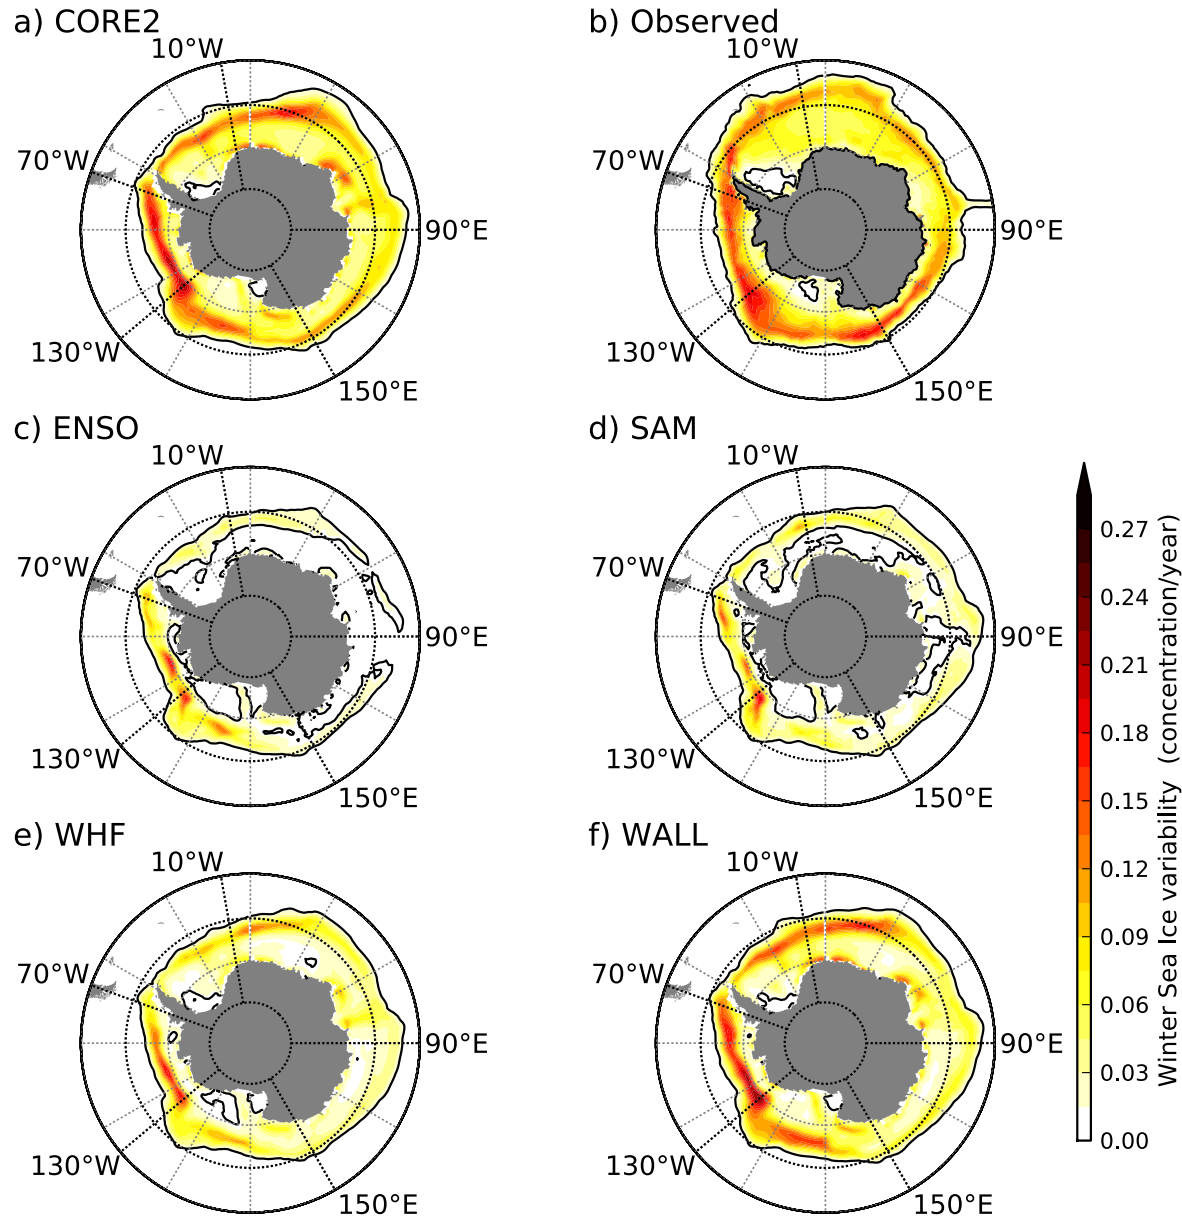 a) CORE2
b) Observed
10°W
10°W
70°W
70°W
90°E
90°E
130°W
130°W
150°E
150°E
c) ENSO
d) SAM
10°W
10°W
70°W
70°W
90°E
90°E
130°W
130°W
150°E
150°E
e) WHF
f) WALL
10°W
10°W
70°W
70°W
90°E
90°E
130°W
130°W
150°E
150°E
0.27
0.24
0.21
0.18
0.15
0.12
0.09
0.06
0.03
0.00
Winter Sea Ice variability (concentration/year)